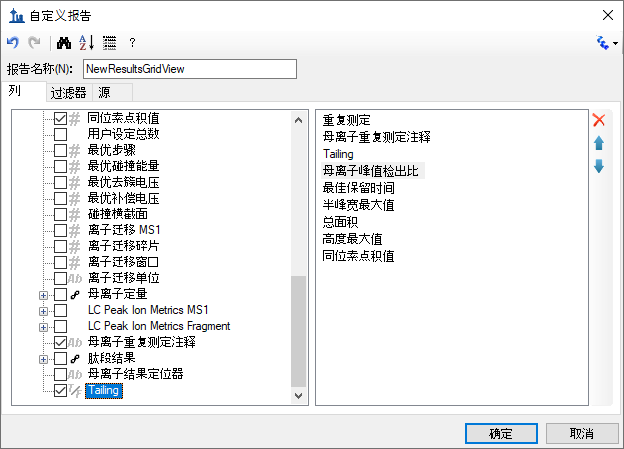 自定义报告
A
Z
?
报告名称(N):
NewResultsGridView
列
过滤器
源
同位素点积值
用户设定总数
最优步骤
最优碰撞能量
最优去簇电压
最优补偿电压
碰撞横截面
离子迁移 MS1
离子迁移碎片
离子迁移窗口
离子迁移单位
母离子定量
LC Peak Ion Metrics MS1
LC Peak Ion Metrics Fragment
母离子重复测定注释
肽段结果
母离子结果定位器
Tailing
重复测定
母离子重复测定注释
Tailing
母离子峰值检出比
最佳保留时间
半峰宽最大值
总面积
高度最大值
同位素点积值
确定
取消